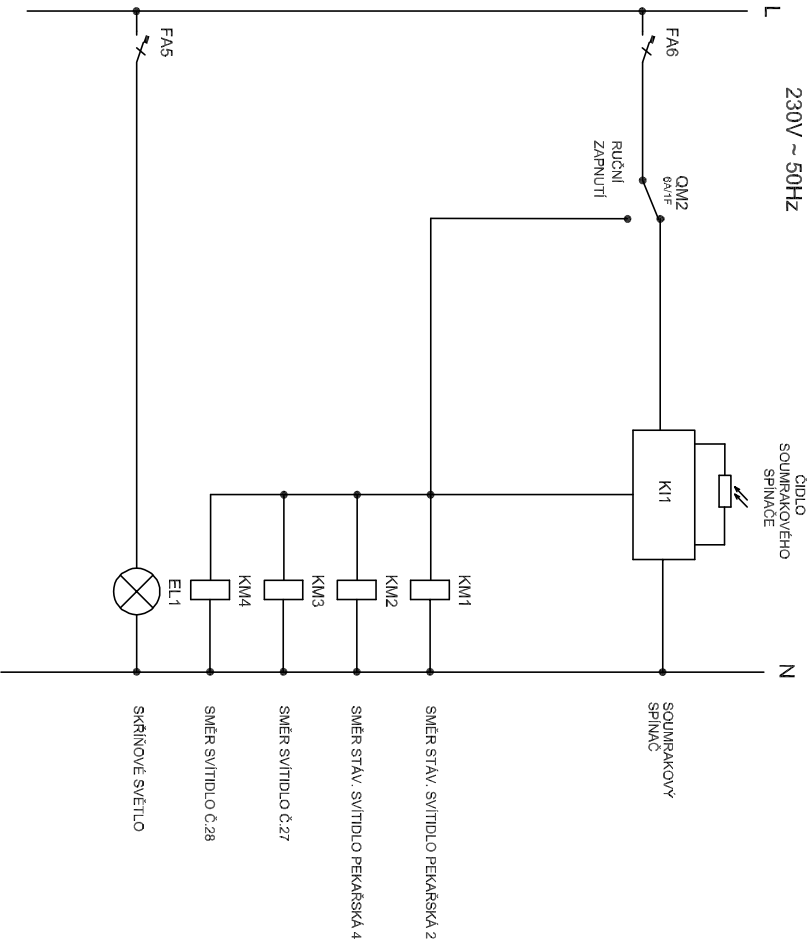 L
230V ~ 50Hz
N
FA6
QM2
6A/1F
RUČNÍ
ZAPNUTÍ
ČIDLO
SOUMRAKOVÉHO
SPÍNAČE
KI1
SOUMRAKOVÝ
SPÍNAČ
KM1
SMĚR STÁV. SVÍTIDLO PEKAŘSKÁ 2
KM2
SMĚR STÁV. SVÍTIDLO PEKAŘSKÁ 4
KM3
SMĚR SVÍTIDLO Č.27
KM4
SMĚR SVÍTIDLO Č.28
FA5
EL1
SKŘÍŇOVÉ SVĚTLO